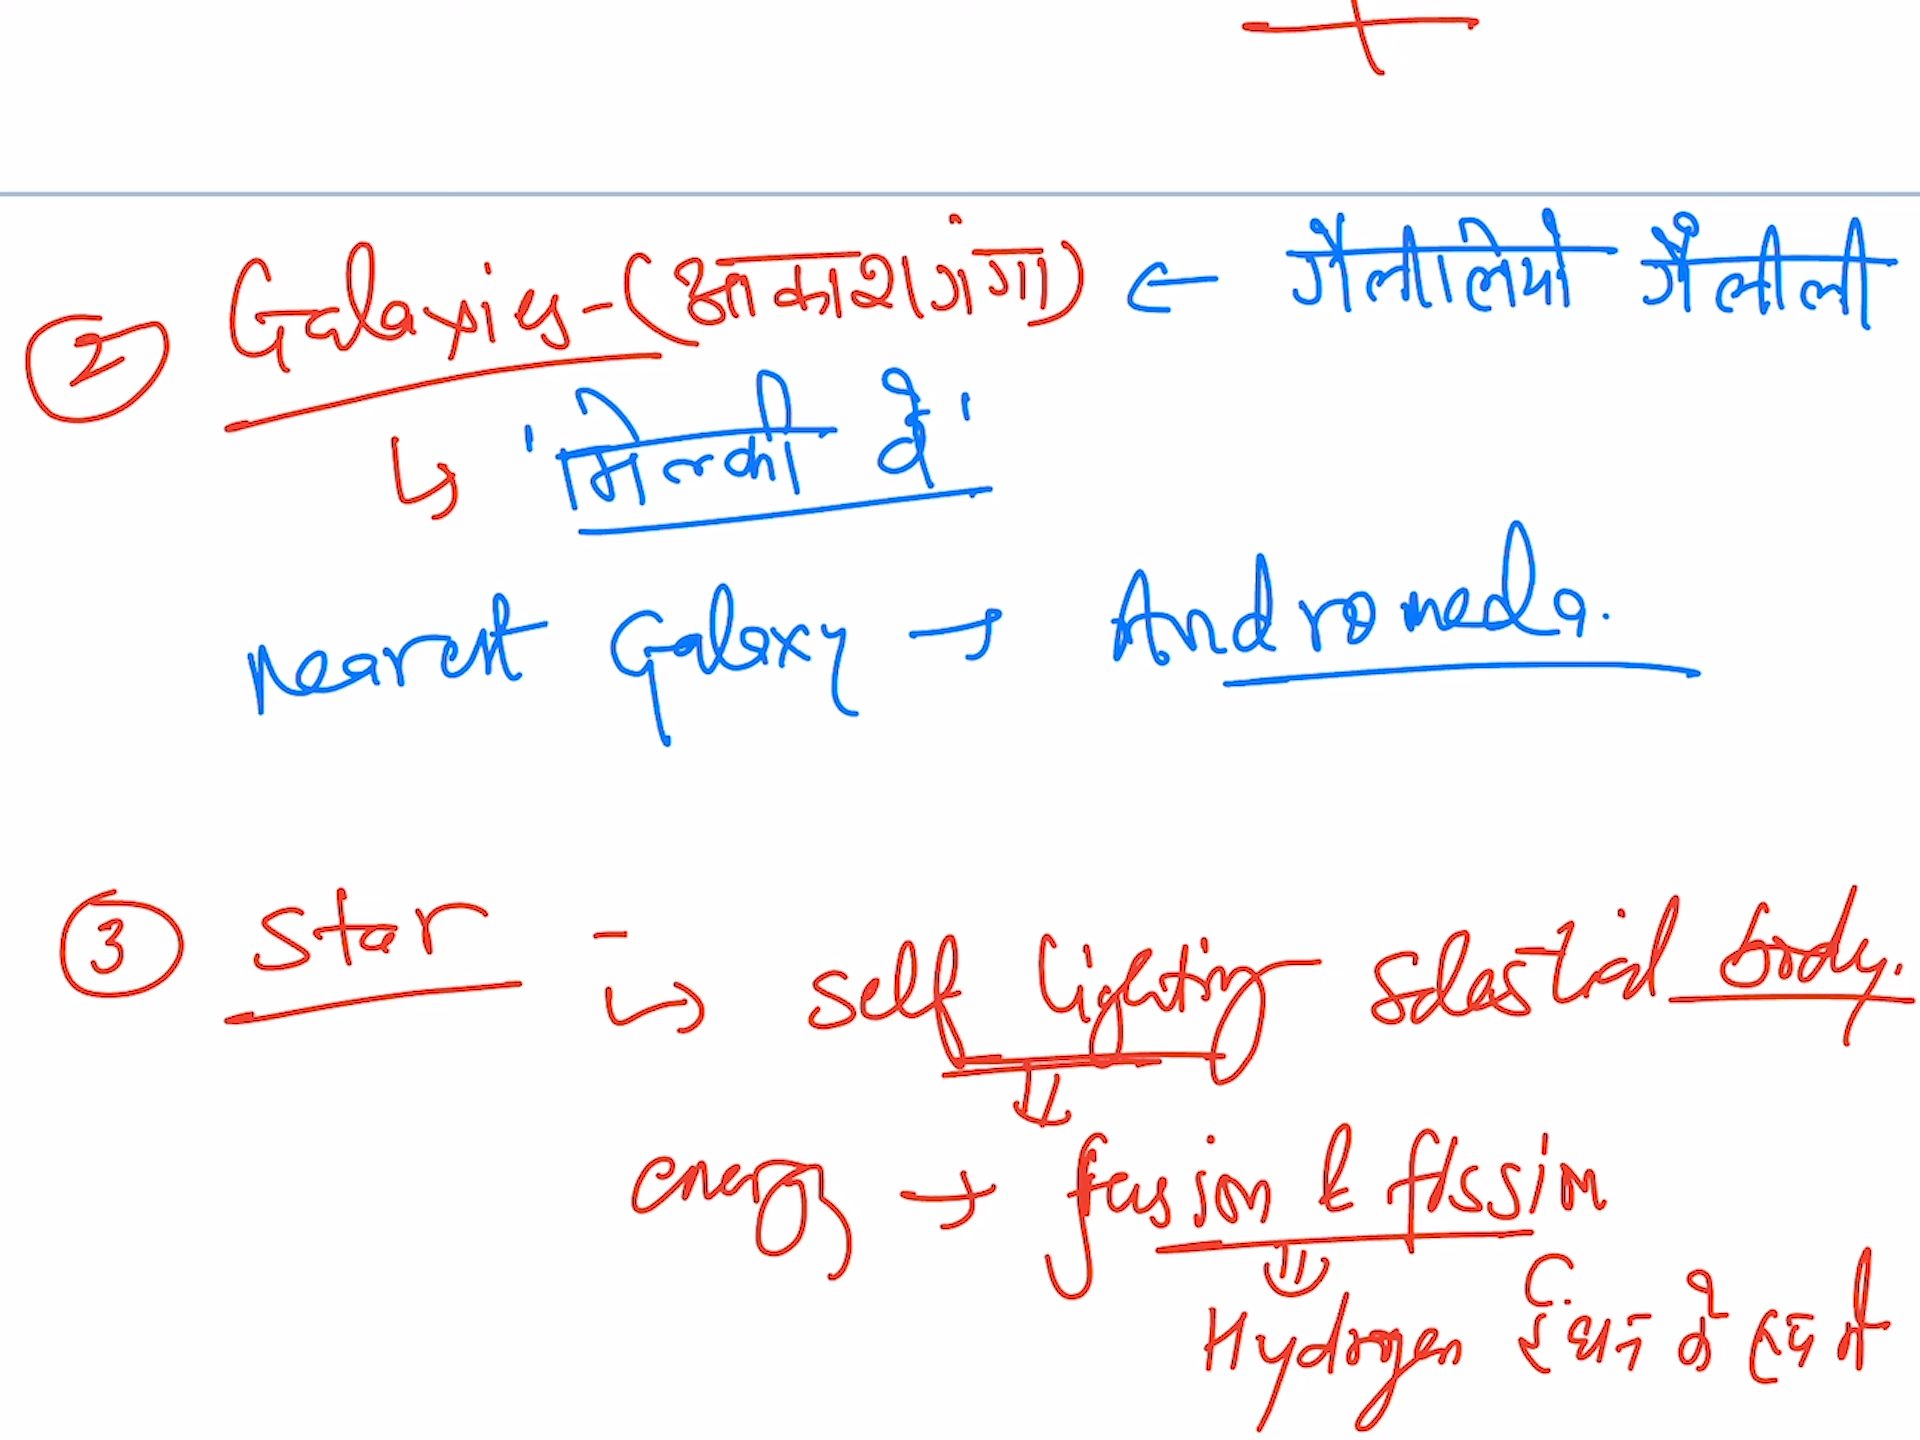 ② Galaxies - (आकाशगंगा) ← गैलीलियो गैलीली
↳ 'मिल्की वे'
Nearest Galaxy → Andromeda.
③ Star -
↳ self lighting Selestial body.
energy → fusion & fission
Hydrogen ईंधन के रूप में